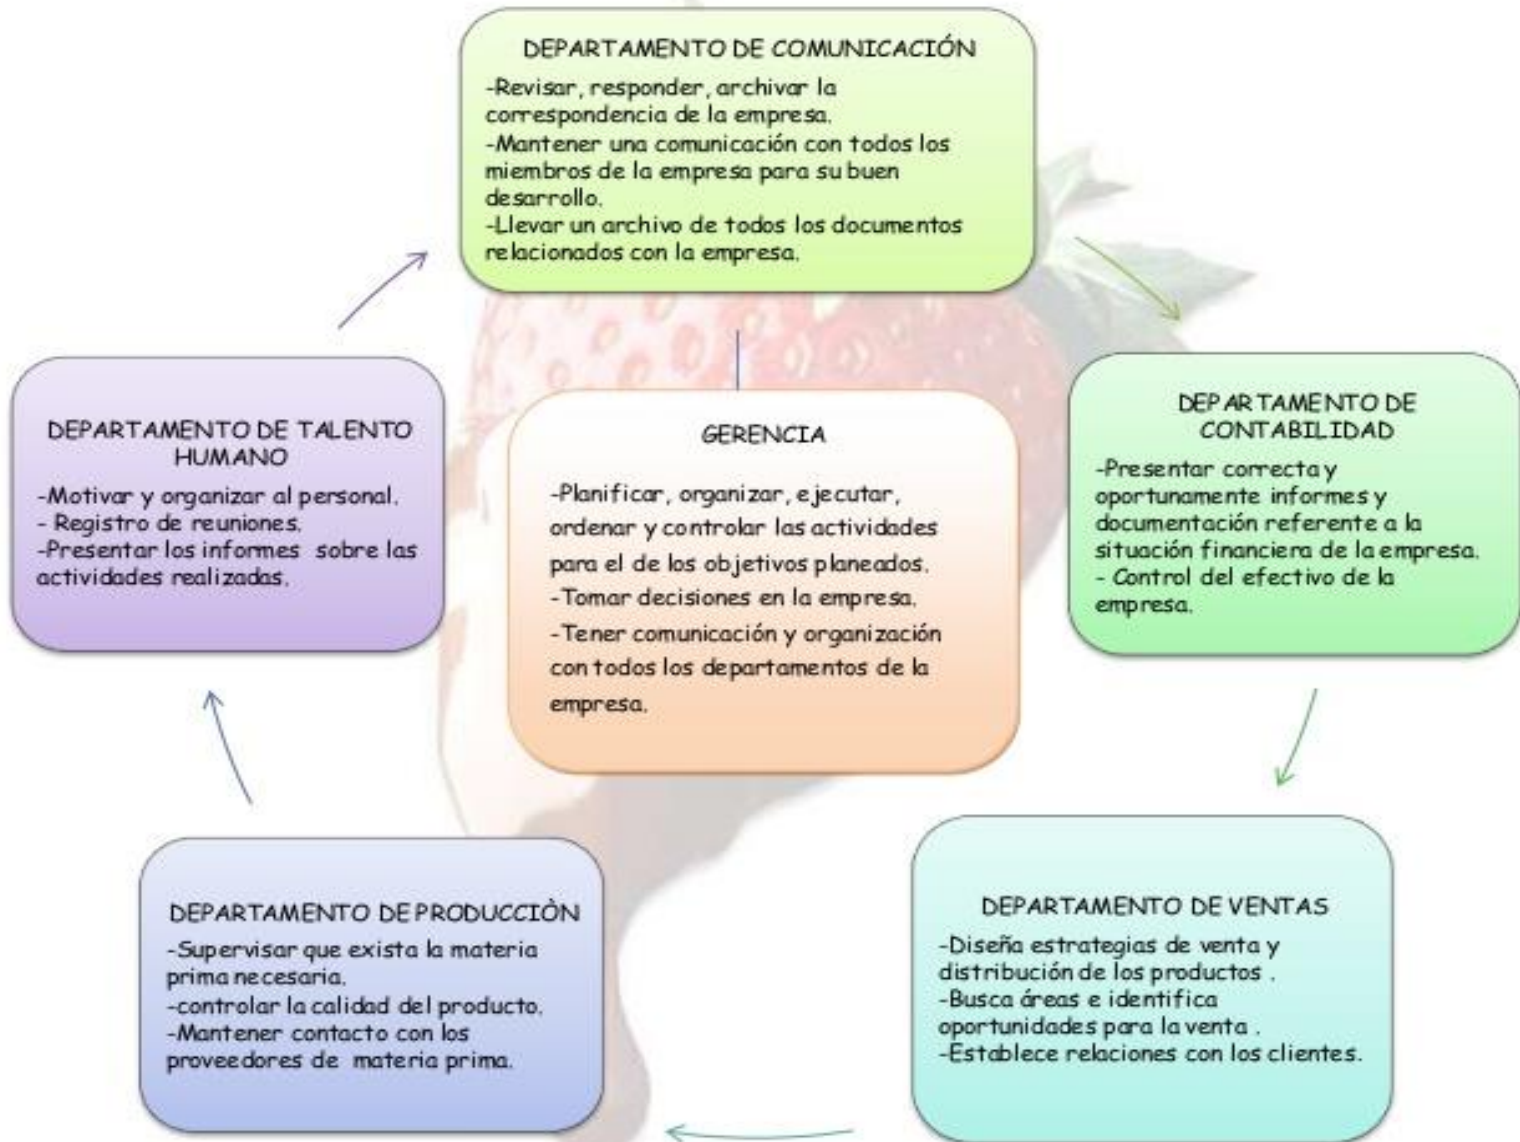 DEPARTAMENTO DE COMUNICACIÓN
-Revisar, responder, archivar la
correspondencia de la empresa.
-Mantener una comunicación con todos los
miembros de la empresa para su buen
desarrollo.
-Llevar un archivo de todos los documentos
relacionados con la empresa.
DEPARTAMENTO DE TALENTO
HUMANO
-Motivar y organizar al personal.
- Registro de reuniones.
-Presentar los informes sobre las
actividades realizadas.
GERENCIA
-Planificar, organizar, ejecutar,
ordenar y controlar las actividades
para el de los objetivos planeados.
-Tomar decisiones en la empresa.
-Tener comunicación y organización
con todos los departamentos de la
empresa.
DEPARTAMENTO DE
CONTABILIDAD
-Presentar correcta y
oportunamente informes y
documentación referente a la
situación financiera de la empresa.
- Control del efectivo de la
empresa.
DEPARTAMENTO DE PRODUCCIÒN
-Supervisar que exista la materia
prima necesaria.
-controlar la calidad del producto.
-Mantener contacto con los
proveedores de materia prima.
DEPARTAMENTO DE VENTAS
-Diseña estrategias de venta y
distribución de los productos .
-Busca áreas e identifica
oportunidades para la venta .
-Establece relaciones con los clientes.